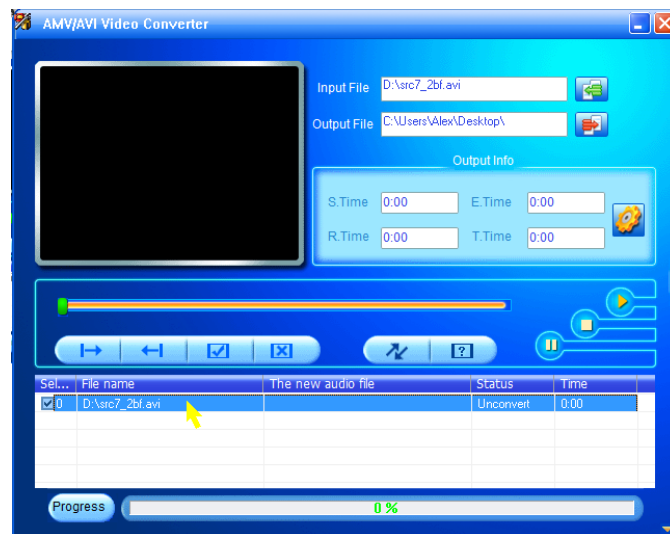 AMV/AVI Video Converter
Input File D:\src7_2bf.avi
Output File C:\Users\Alex\Desktop\
Output Info
S.Time 0:00 E.Time 0:00
R.Time 0:00 T.Time 0:00
Sel... File name The new audio file Status Time
0 D:\src7_2bf.avi Unconvert 0:00
Progress 0 %